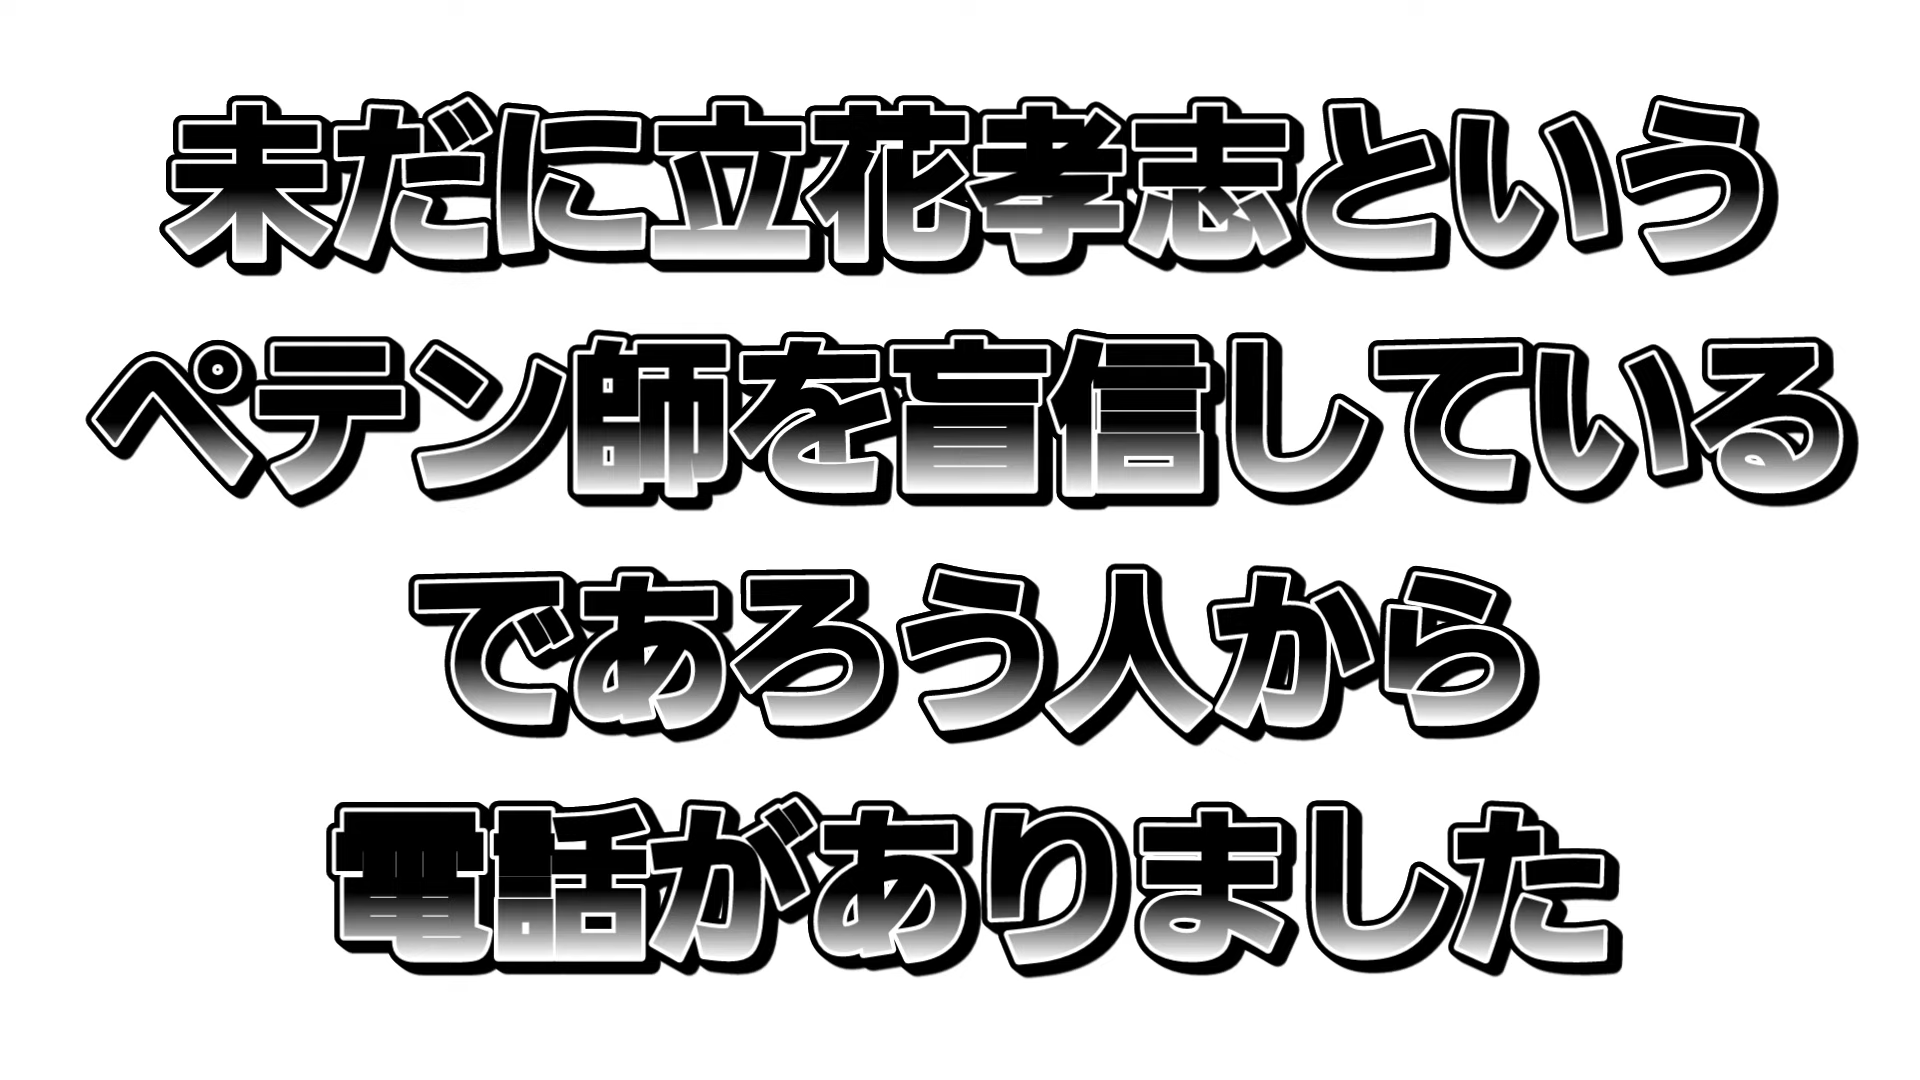 未だに立花孝志という
ペテン師を盲信している
であろう人から
電話がありました